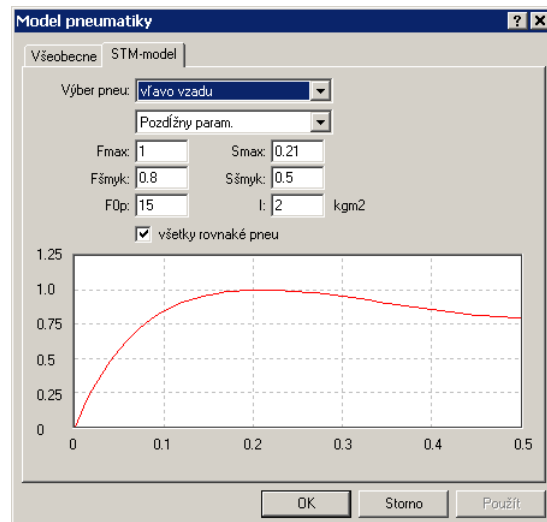 Model pneumatiky
Všeobecne STM-model
Výber pneu: vľavo vzadu
Pozdĺžny param.
Fmax: 1 Smax: 0.21
Fšmyk: 0.8 Sšmyk: 0.5
F0p: 15 I: 2 kgm2
všetky rovnaké pneu
1.25
1.0
0.75
0.5
0.25
0
0 0.1 0.2 0.3 0.4 0.5
OK Storno Použít